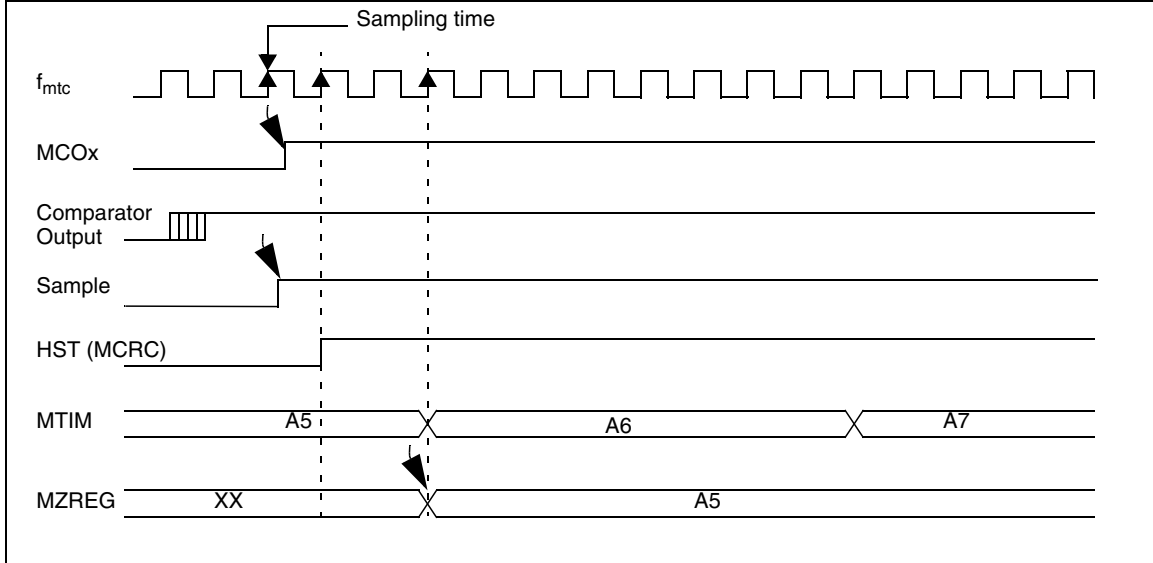 Sampling time
fmtc
MCOx
Comparator
Output
Sample
HST (MCRC)
MTIM A5 A6 A7
MZREG XX A5